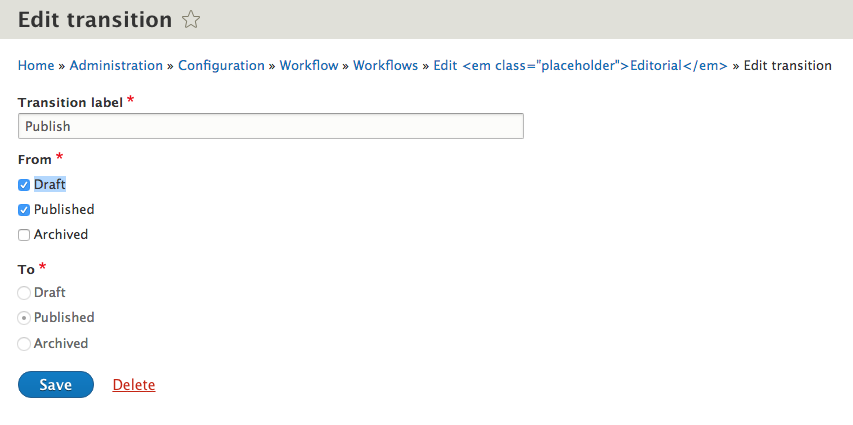 Edit transition
Home » Administration » Configuration » Workflow » Workflows » Edit <em class="placeholder">Editorial</em> » Edit transition
Transition label *
Publish
From *
Draft
Published
Archived
To *
Draft
Published
Archived
Save Delete